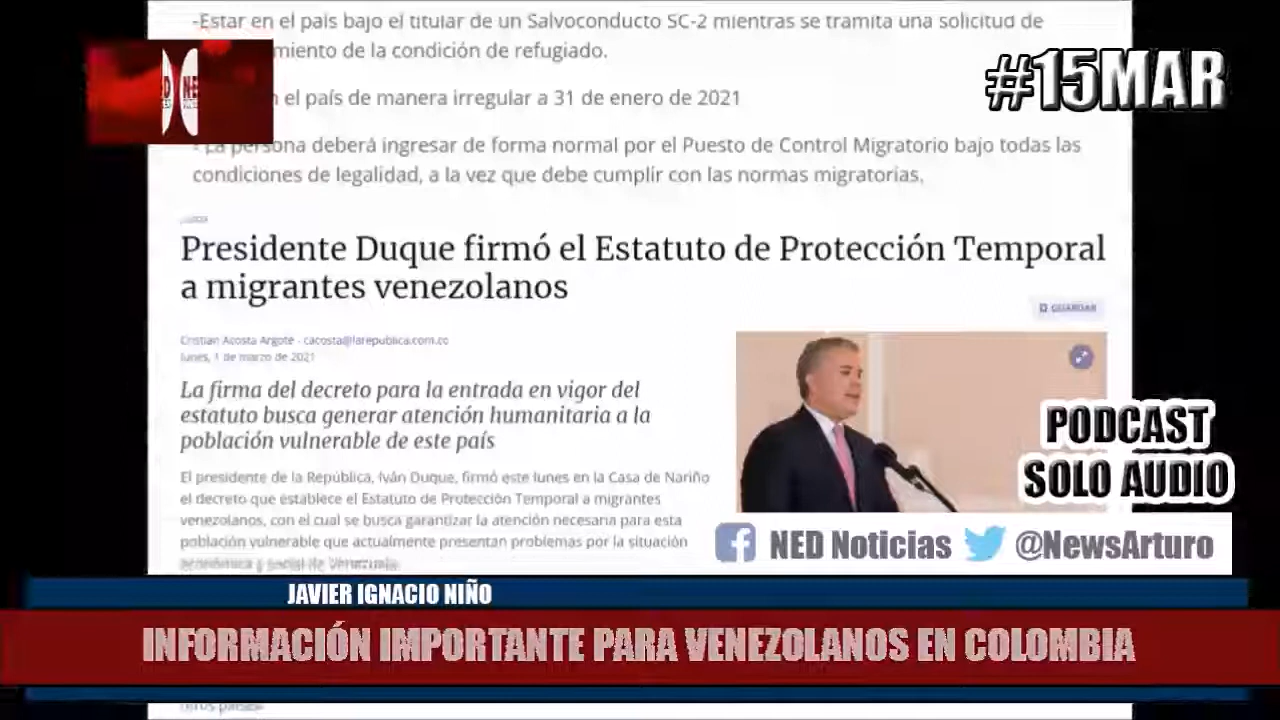 -Estar en el país bajo el titular de un Salvoconducto SC-2 mientras se tramita una solicitud de
miento de la condición de refugiado.
#15MAR
el país de manera irregular a 31 de enero de 2021
- La persona deberá ingresar de forma normal por el Puesto de Control Migratorio bajo todas las
condiciones de legalidad, a la vez que debe cumplir con las normas migratorias.
Presidente Duque firmó el Estatuto de Protección Temporal
a migrantes venezolanos
GUARDAR
Cristian Acosta Argote - cacosta@larepublica.com.co
lunes, 1 de marzo de 2021
La firma del decreto para la entrada en vigor del
estatuto busca generar atención humanitaria a la
población vulnerable de este país
El presidente de la República, Iván Duque, firmó este lunes en la Casa de Nariño
el decreto que establece el Estatuto de Protección Temporal a migrantes
venezolanos, con el cual se busca garantizar la atención necesaria para esta
población vulnerable que actualmente presentan problemas por la situación
económica y social de Venezuela.
PODCAST
SOLO AUDIO
NED Noticias @NewsArturo
JAVIER IGNACIO NIÑO
INFORMACIÓN IMPORTANTE PARA VENEZOLANOS EN COLOMBIA